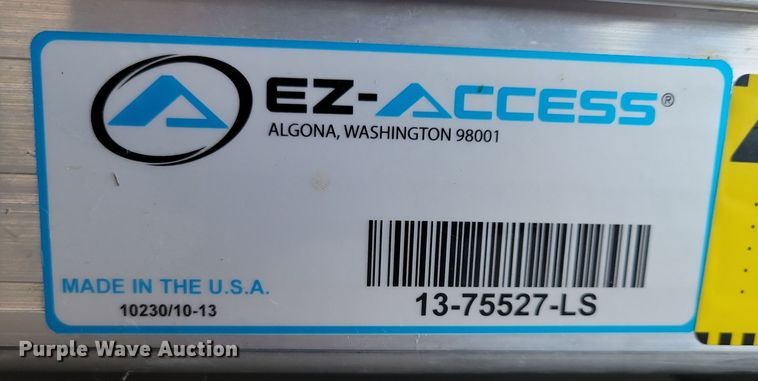 EZ-ACCESS®
ALGONA, WASHINGTON 98001
MADE IN THE U.S.A.
10230/10-13
13-75527-LS
Purple Wave Auction